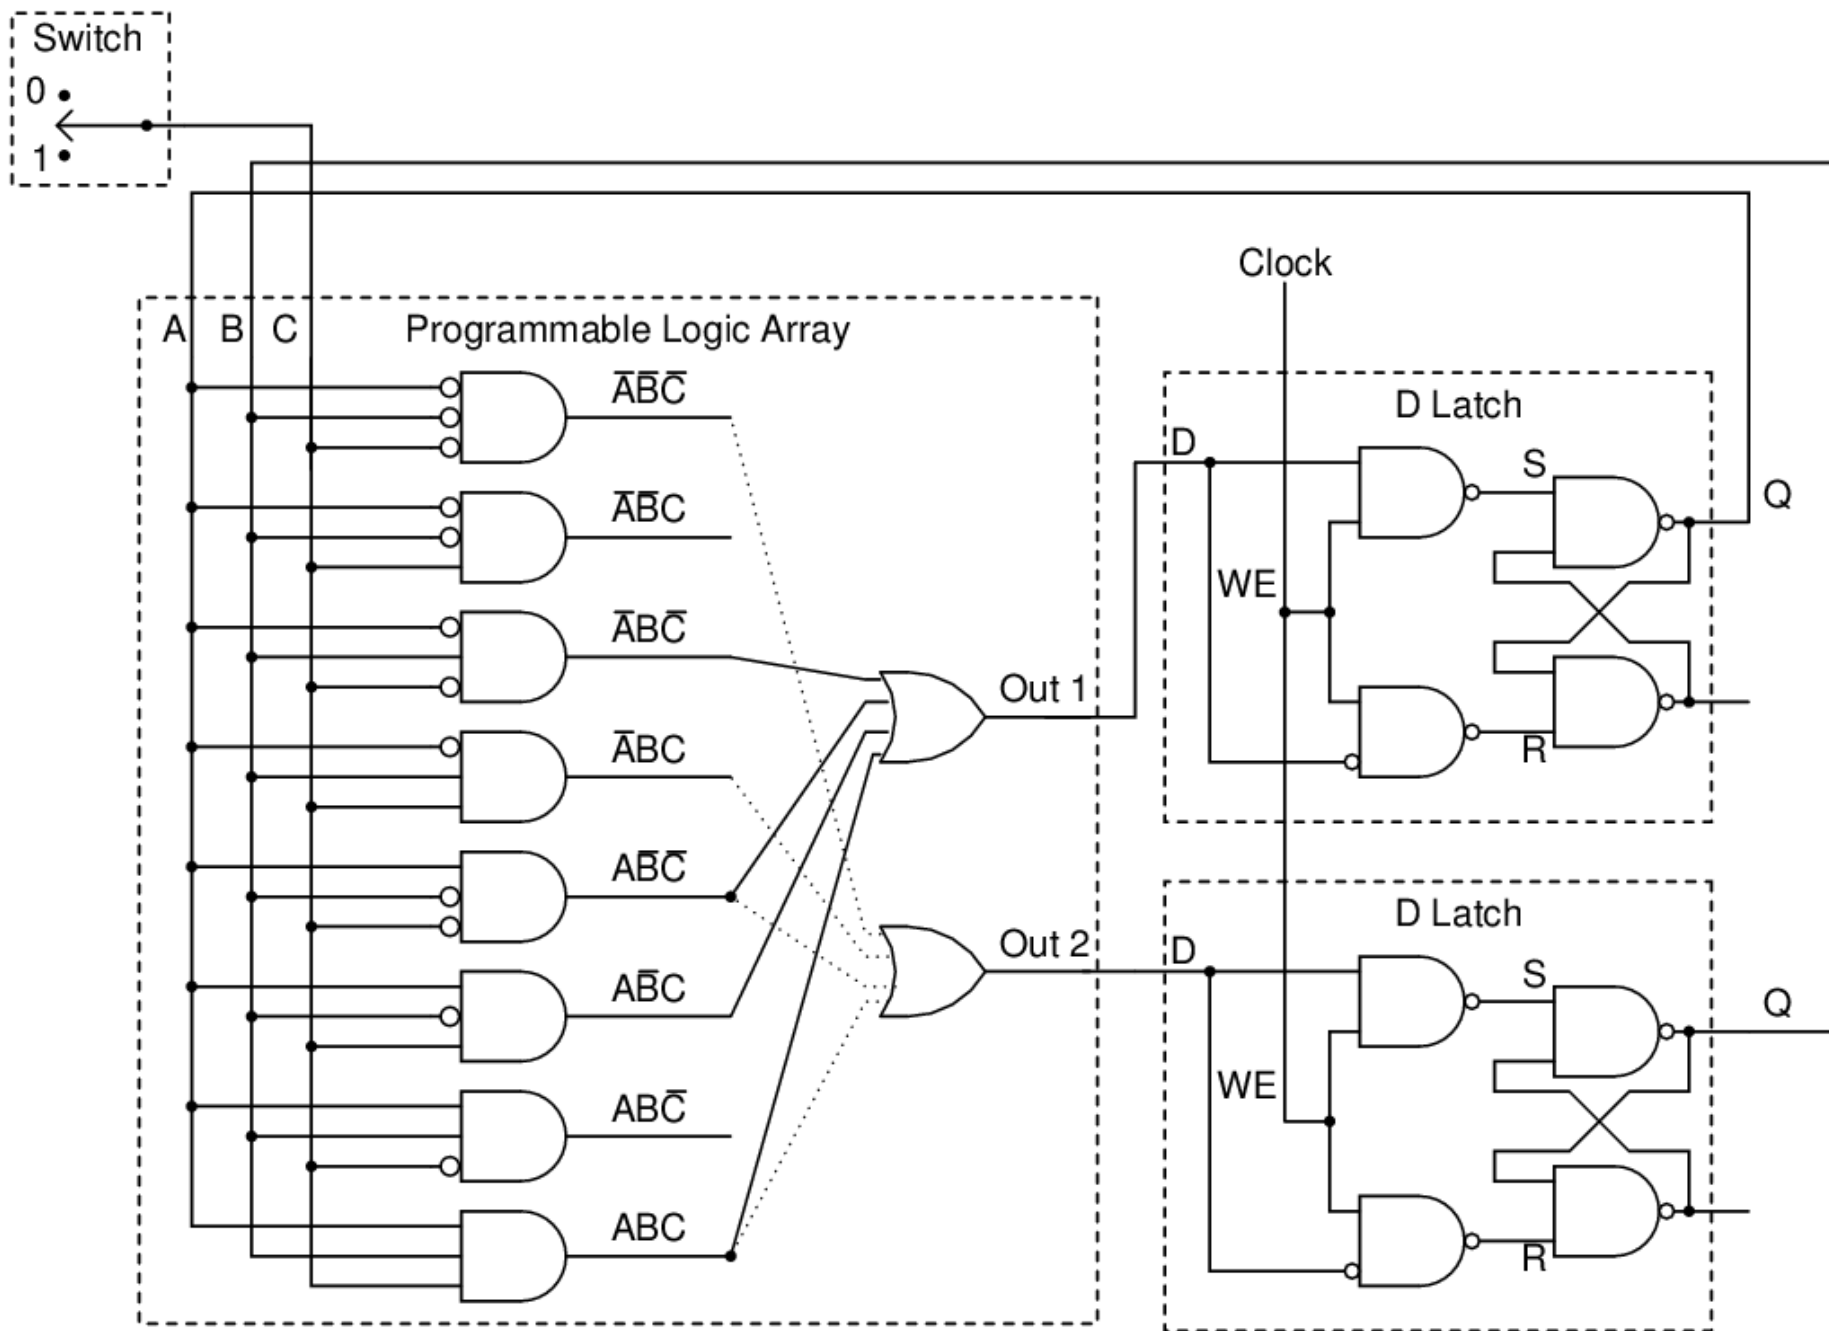 Switch
0
1
Clock
A B C Programmable Logic Array
A̅B̅C̅
A̅B̅C
A̅BC̅
A̅BC
AB̅C̅
AB̅C
ABC̅
ABC
Out 1
Out 2
D Latch
D
S
Q
WE
R
D Latch
D
S
Q
WE
R